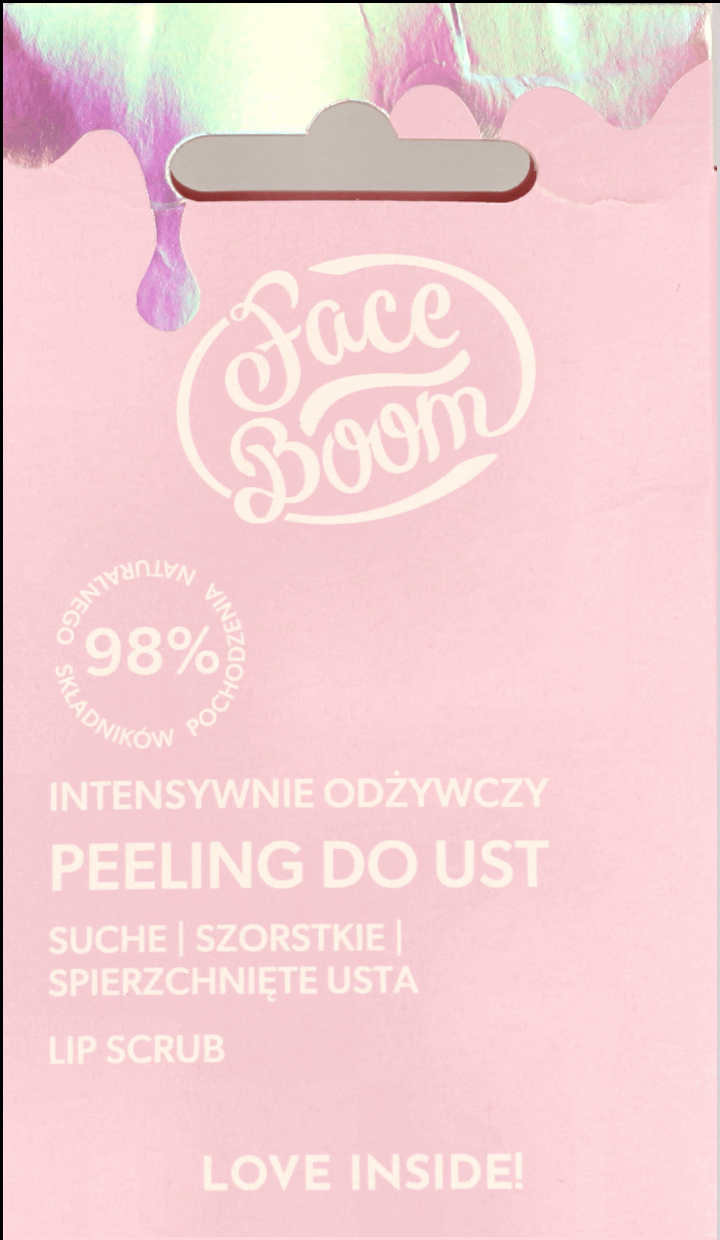 Face
Boom
98%
SKŁADNIKÓW POCHODZENIA NATURALNEGO
INTENSYWNIE ODŻYWCZY
PEELING DO UST
SUCHE | SZORSTKIE |
SPIERZCHNIĘTE USTA
LIP SCRUB
LOVE INSIDE!